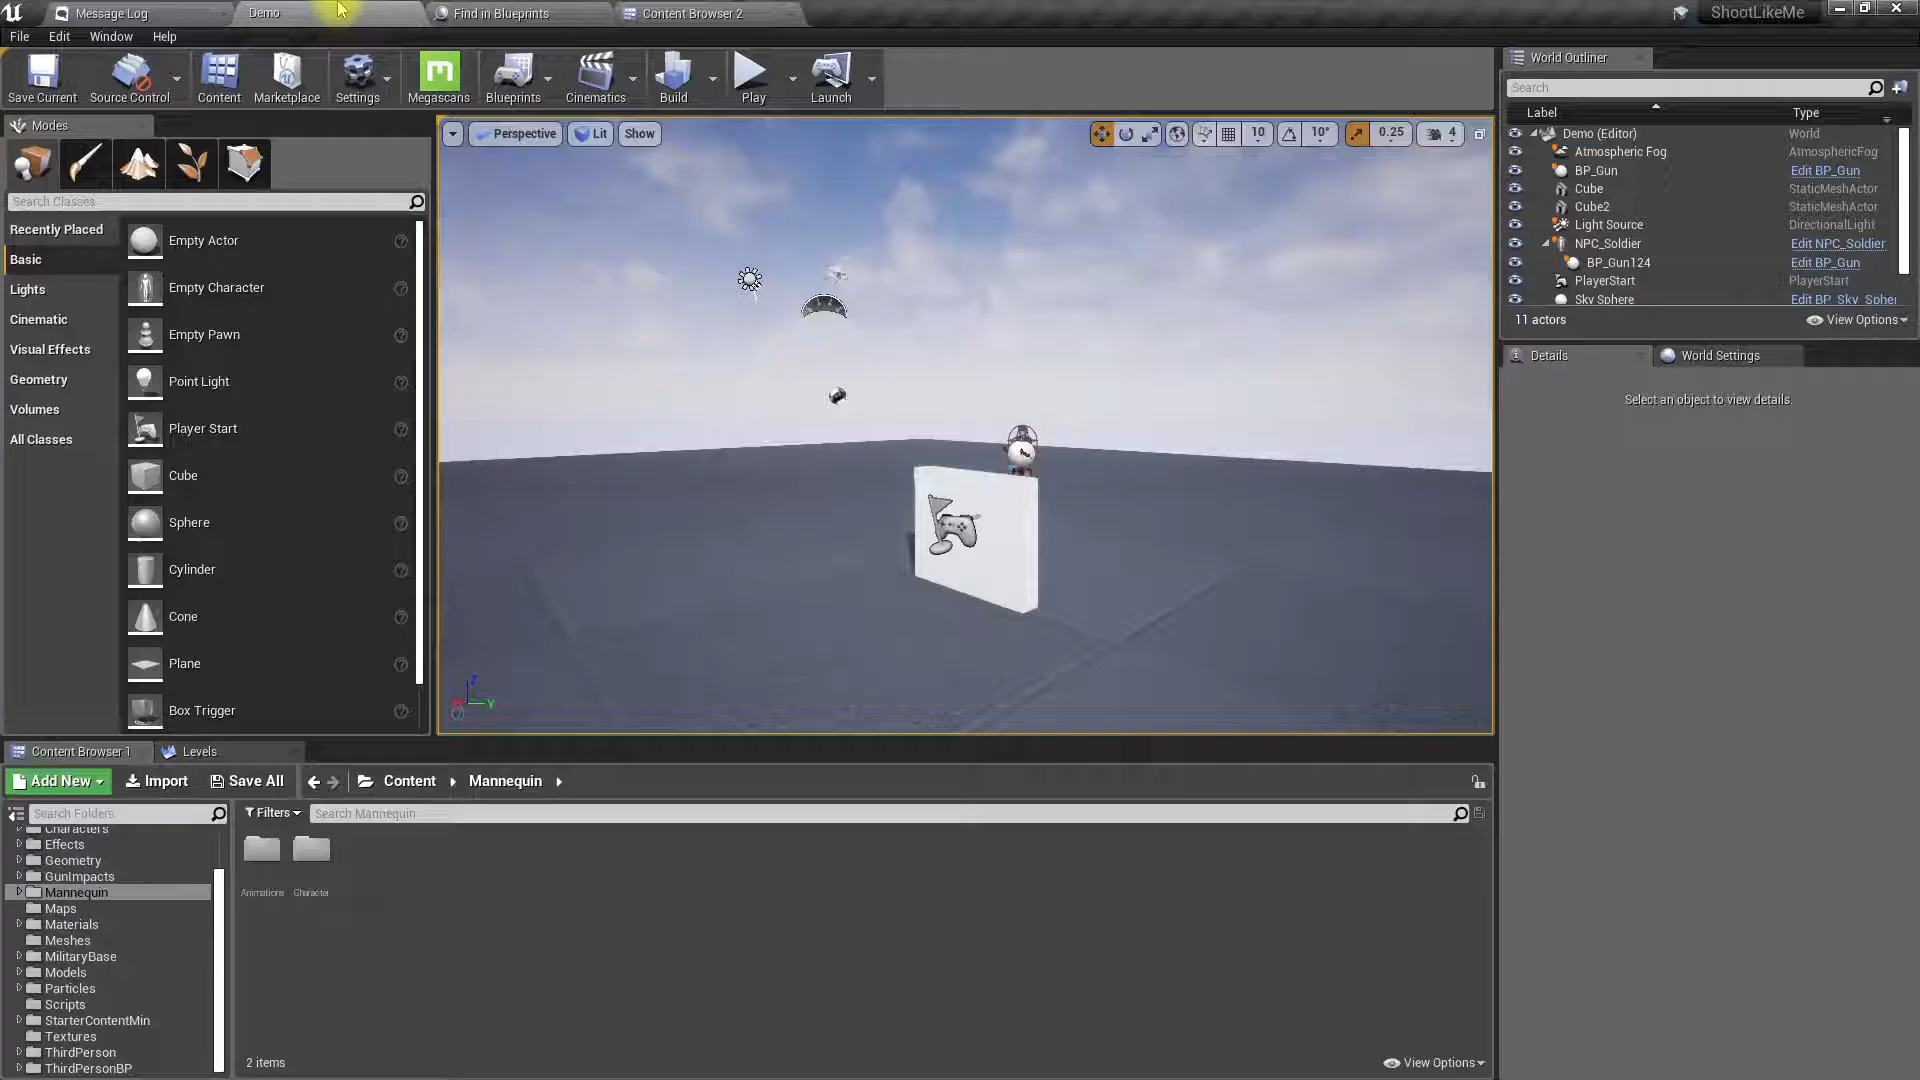 Message Log
Demo
Find in Blueprints
Content Browser 2
ShootLikeMe
File Edit Window Help
Save Current
Source Control
Content
Marketplace
Settings
Megascans
Blueprints
Cinematics
Build
Play
Launch
Modes
Search Classes
Recently Placed
Basic
Lights
Cinematic
Visual Effects
Geometry
Volumes
All Classes
Empty Actor
Empty Character
Empty Pawn
Point Light
Player Start
Cube
Sphere
Cylinder
Cone
Plane
Box Trigger
Perspective Lit Show
10 10° 0.25 4
World Outliner
Search
Label Type
Demo (Editor) World
Atmospheric Fog AtmosphericFog
BP_Gun Edit BP_Gun
Cube StaticMeshActor
Cube2 StaticMeshActor
Light Source DirectionalLight
NPC_Soldier Edit NPC_Soldier
BP_Gun124 Edit BP_Gun
PlayerStart PlayerStart
Sky Sphere Edit BP_Sky_Spher
11 actors View Options
Details World Settings
Select an object to view details.
Content Browser 1 Levels
Add New Import Save All Content Mannequin
Search Folders Filters Search Mannequin
Characters
Effects
Geometry
GunImpacts
Mannequin
Maps
Materials
Meshes
MilitaryBase
Models
Particles
Scripts
StarterContentMin
Textures
ThirdPerson
ThirdPersonBP
Animations Character
2 items View Options